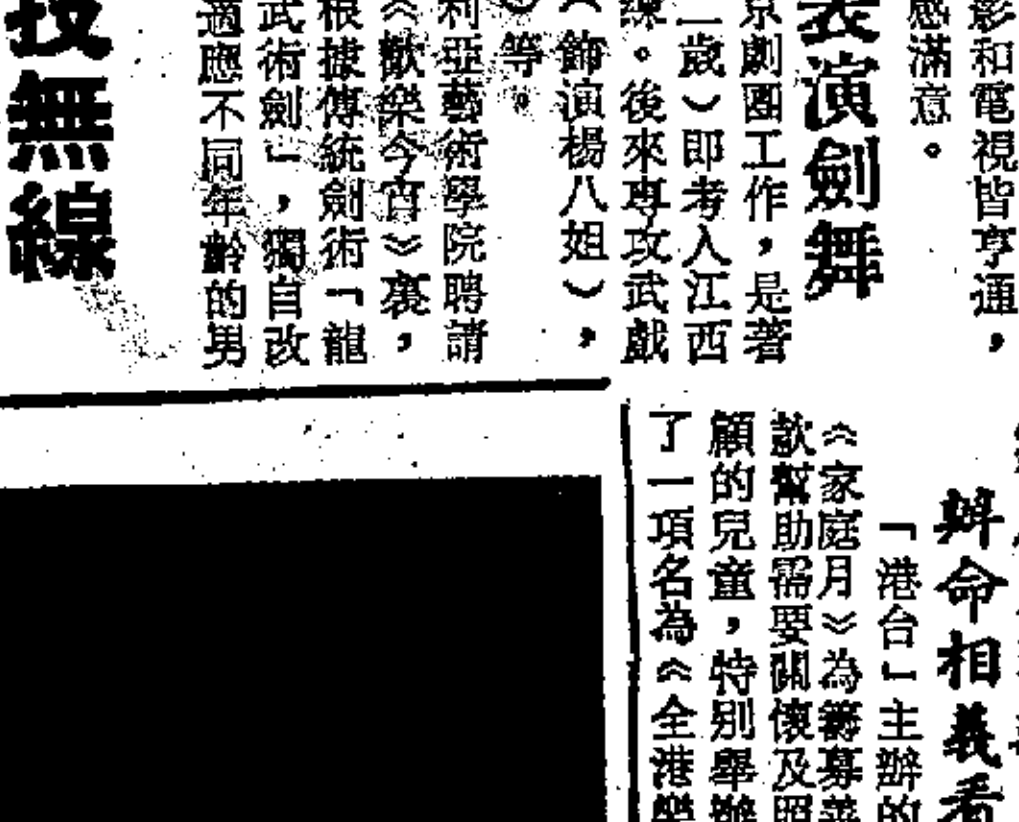 影和電視皆亨通，
感滿意。
表演劍舞
京劇團工作，是著
二歲）即考入江西
練。後來專攻武戲
（飾演楊八姐），
）等。
利亞藝術學院聘請
《歡樂今宵》裏，
根據傳統劍術「龍
武術劍」，獨自改
適應不同年齡的男
技無線
命相義看
「港台」主辦的
《家庭月》為籌募善
款幫助需要關懷及照
顧的兒童，特別舉辦
了一項名為《全港樂